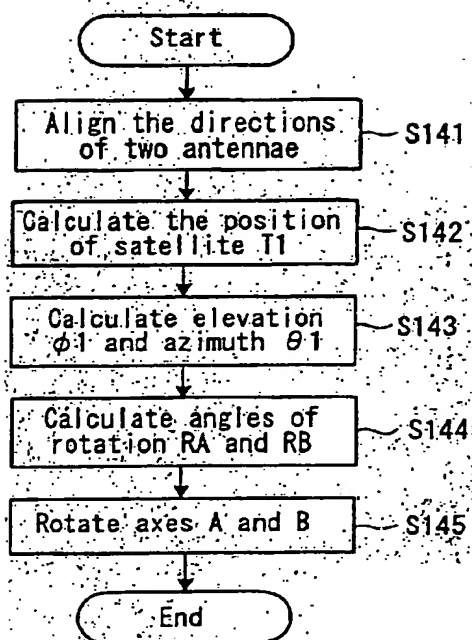 Start
Align the directions
of two antennae
S141
Calculate the position
of satellite T1
S142
Calculate elevation
φ1 and azimuth θ1
S143
Calculate angles of
rotation RA and RB
S144
Rotate axes A and B
S145
End